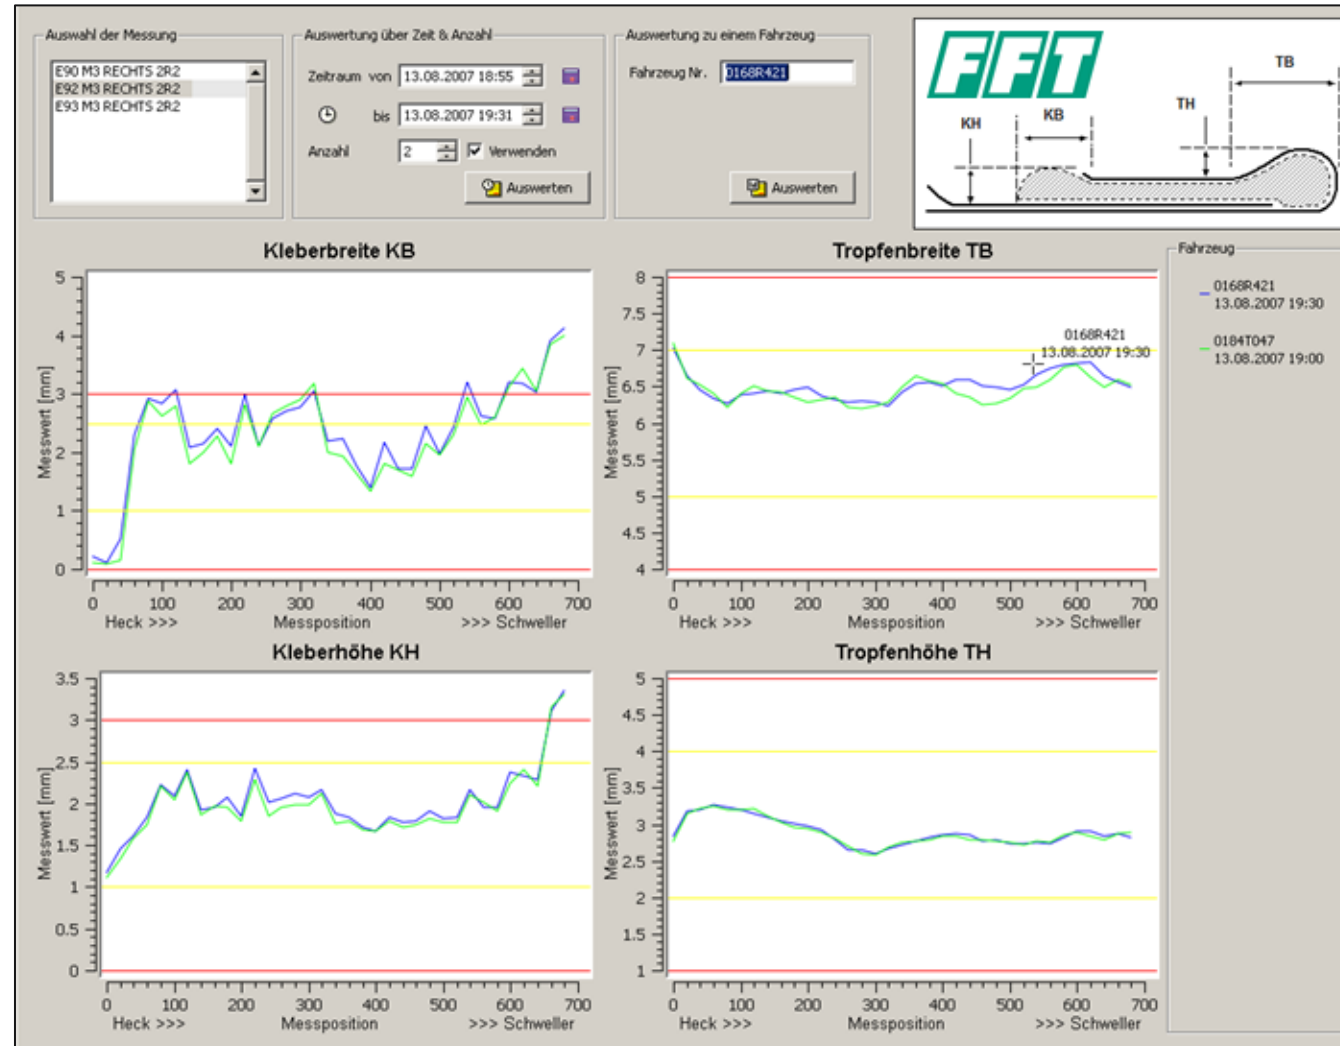 Auswahl der Messung
E90 M3 RECHTS 2R2
E92 M3 RECHTS 2R2
E93 M3 RECHTS 2R2
Auswertung über Zeit & Anzahl
Zeitraum von 13.08.2007 18:55
bis 13.08.2007 19:31
Anzahl 2 Verwenden
Auswerten
Auswertung zu einem Fahrzeug
Fahrzeug Nr. 0168R421
Auswerten
FFT
TB
TH
KB
KH
Kleberbreite KB
Messwert [mm]
5
4
3
2
1
0
0 100 200 300 400 500 600 700
Heck >>> Messposition >>> Schweller
Tropfenbreite TB
Messwert [mm]
8
7.5
7
6.5
6
5.5
5
4.5
4
0168R421
13.08.2007 19:30
0 100 200 300 400 500 600 700
Heck >>> Messposition >>> Schweller
Fahrzeug
0168R421
13.08.2007 19:30
0184T047
13.08.2007 19:00
Kleberhöhe KH
Messwert [mm]
3.5
3
2.5
2
1.5
1
0.5
0
0 100 200 300 400 500 600 700
Heck >>> Messposition >>> Schweller
Tropfenhöhe TH
Messwert [mm]
5
4.5
4
3.5
3
2.5
2
1.5
1
0 100 200 300 400 500 600 700
Heck >>> Messposition >>> Schweller